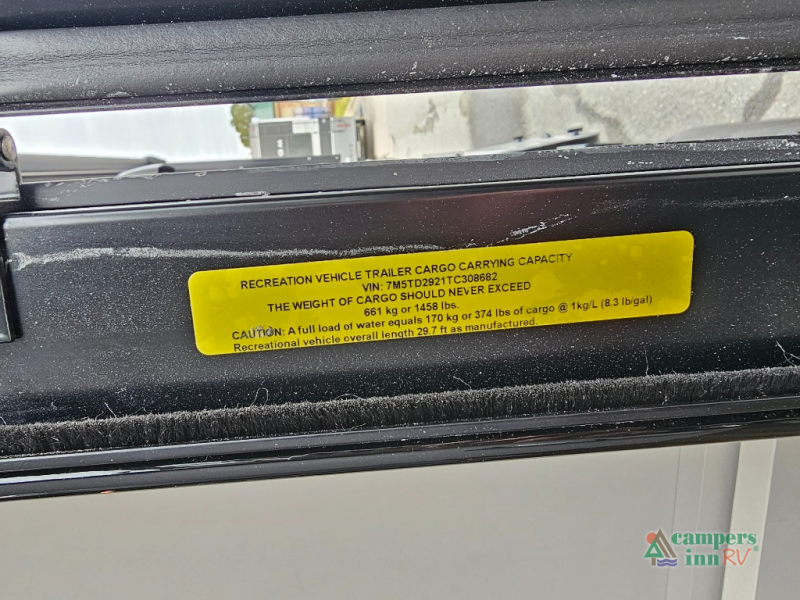 RECREATION VEHICLE TRAILER CARGO CARRYING CAPACITY
VIN: 7M5TD2921TC308682
THE WEIGHT OF CARGO SHOULD NEVER EXCEED
661 kg or 1458 lbs.
CAUTION: A full load of water equals 170 kg or 374 lbs of cargo @ 1kg/L (8.3 lb/gal)
Recreational vehicle overall length 29.7 ft as manufactured.
campers
inn RV